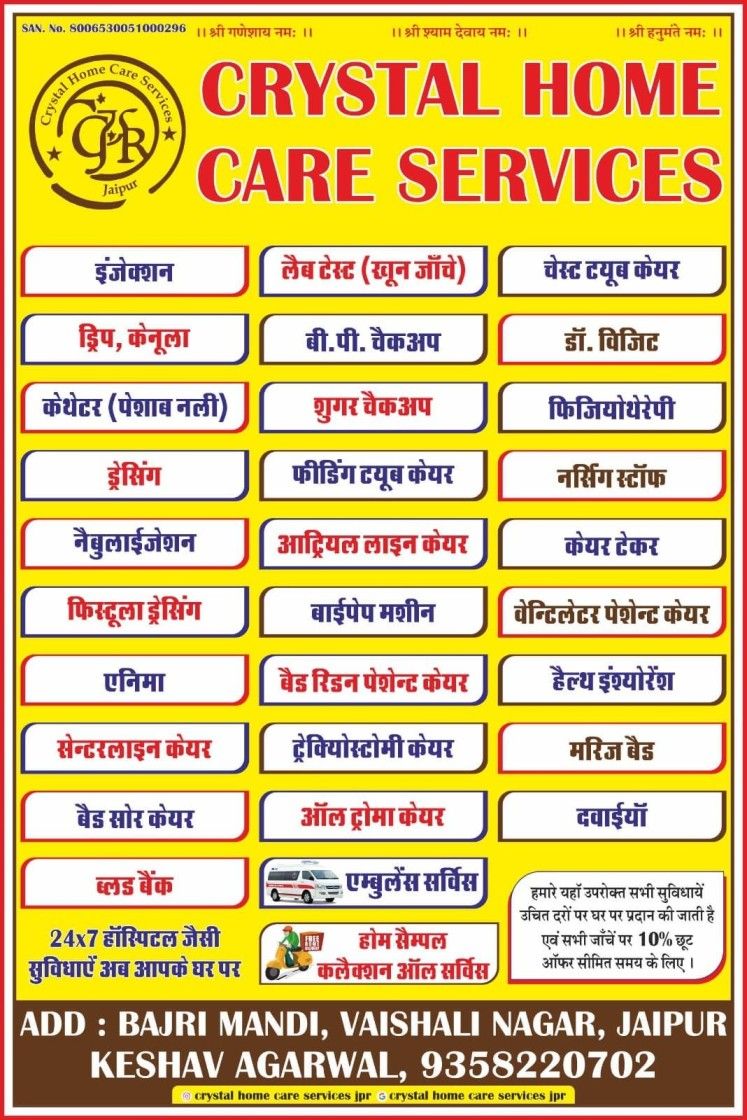 SAN. No. 8006530051000296
।। श्री गणेशाय नमः ।।
।। श्री श्याम देवाय नमः ।।
।। श्री हनुमंते नमः ।।
Crystal Home Care Services
GJR
Jaipur
CRYSTAL HOME
CARE SERVICES
इंजेक्शन
लैब टेस्ट (खून जाँचे)
चेस्ट टयूब केयर
ड्रिप, केनूला
बी.पी. चैकअप
डॉ. विजिट
केथेटर (पेशाब नली)
शुगर चैकअप
फिजियोथेरेपी
ड्रेसिंग
फीडिंग टयूब केयर
नर्सिग स्टॉफ
नैबुलाईजेशन
आट्रियल लाइन केयर
केयर टेकर
फिस्टूला ड्रेसिंग
बाईपेप मशीन
वेन्टिलेटर पेशेन्ट केयर
एनिमा
बैड रिडन पेशेन्ट केयर
हैल्थ इंश्योरेंश
सेन्टरलाइन केयर
ट्रेक्योस्टोमी केयर
मरिज बैड
बैड सोर केयर
ऑल ट्रोमा केयर
दवाईयॉ
ब्लड बैंक
एम्बुलेंस सर्विस
24x7 हॉस्पिटल जैसी
सुविधाऐं अब आपके घर पर
FREE
होम सैम्पल
कलैक्शन ऑल सर्विस
हमारे यहॉ उपरोक्त सभी सुविधायें
उचित दरों पर घर पर प्रदान की जाती है
एवं सभी जाँचें पर 10% छूट
ऑफर सीमित समय के लिए ।
ADD : BAJRI MANDI, VAISHALI NAGAR, JAIPUR
KESHAV AGARWAL, 9358220702
crystal home care services jpr G crystal home care services jpr